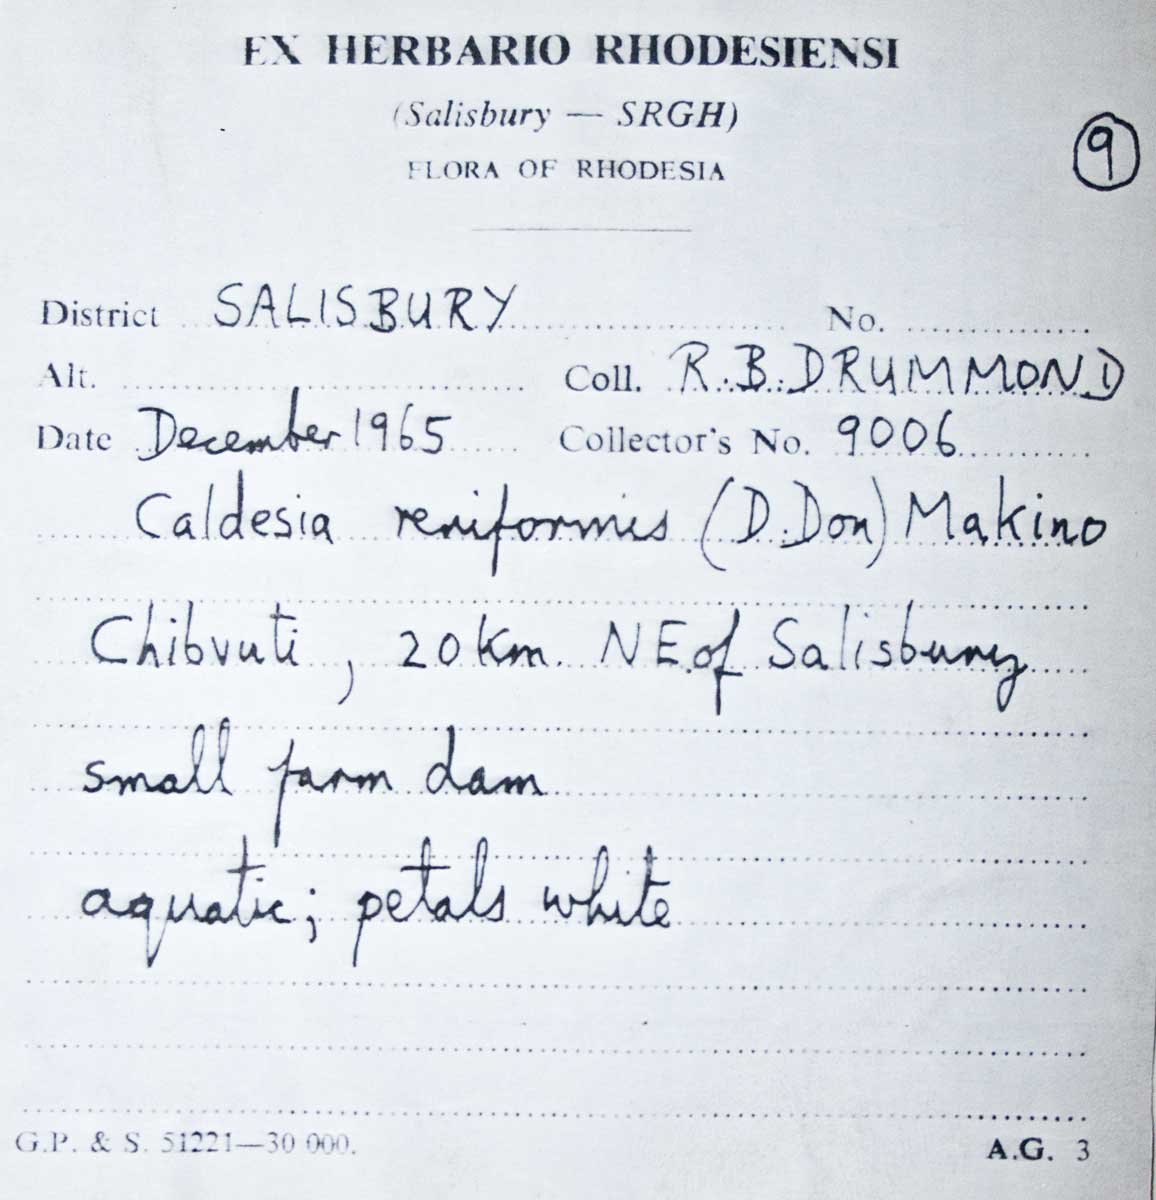 EX HERBARIO RHODESIENSI
(Salisbury — SRGH)
9
FLORA OF RHODESIA
District SALISBURY No.
Alt. Coll. R.B.DRUMMOND
Date December 1965 Collector's No. 9006
Caldesia reniformis (D.Don) Makino
Chibvuti, 20km NE of Salisbury
small farm dam
aquatic; petals white
G.P. & S. 51221—30 000. A.G. 3